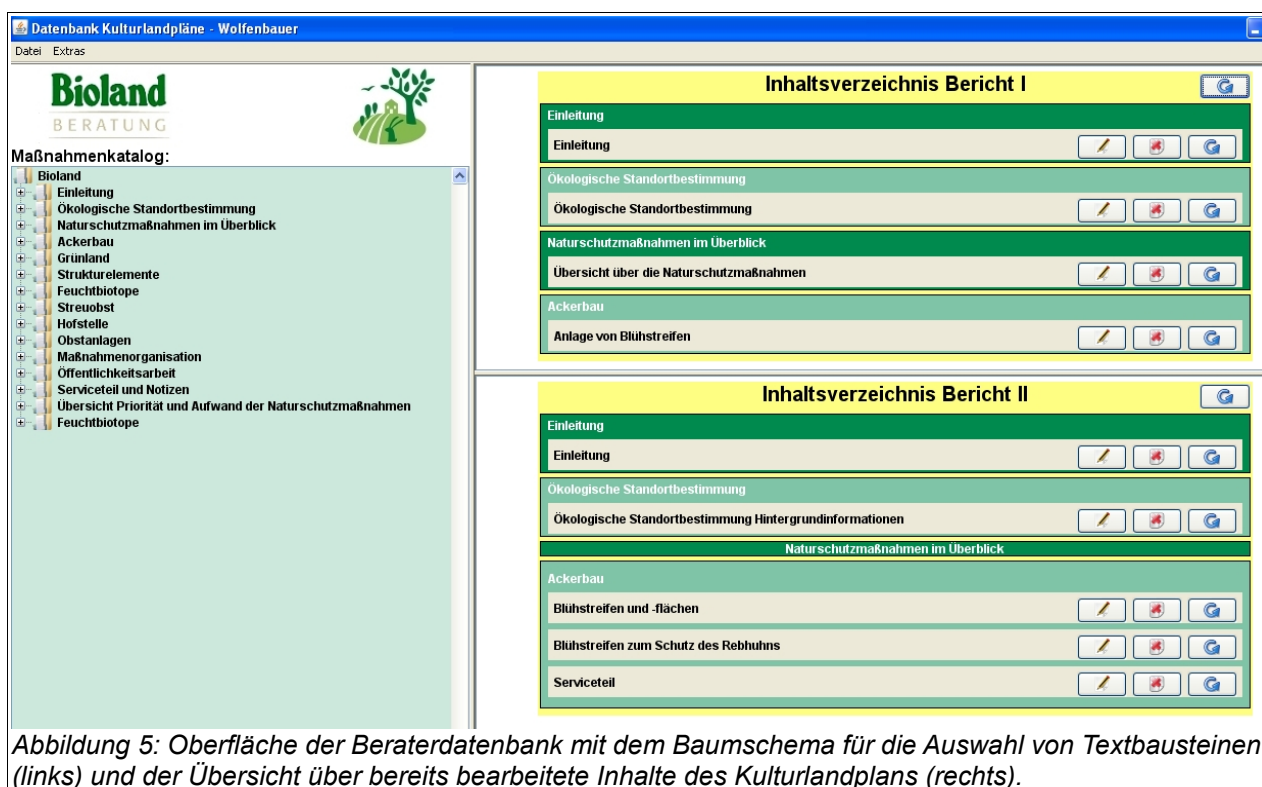 Datenbank Kulturlandpläne - Wolfenbauer
Datei Extras
Bioland
BERATUNG
Maßnahmenkatalog:
Bioland
Einleitung
Ökologische Standortbestimmung
Naturschutzmaßnahmen im Überblick
Ackerbau
Grünland
Strukturelemente
Feuchtbiotope
Streuobst
Hofstelle
Obstanlagen
Maßnahmenorganisation
Öffentlichkeitsarbeit
Serviceteil und Notizen
Übersicht Priorität und Aufwand der Naturschutzmaßnahmen
Feuchtbiotope
Inhaltsverzeichnis Bericht I
Einleitung
Einleitung
Ökologische Standortbestimmung
Ökologische Standortbestimmung
Naturschutzmaßnahmen im Überblick
Übersicht über die Naturschutzmaßnahmen
Ackerbau
Anlage von Blühstreifen
Inhaltsverzeichnis Bericht II
Einleitung
Einleitung
Ökologische Standortbestimmung
Ökologische Standortbestimmung Hintergrundinformationen
Naturschutzmaßnahmen im Überblick
Ackerbau
Blühstreifen und -flächen
Blühstreifen zum Schutz des Rebhuhns
Serviceteil
Abbildung 5: Oberfläche der Beraterdatenbank mit dem Baumschema für die Auswahl von Textbausteinen
(links) und der Übersicht über bereits bearbeitete Inhalte des Kulturlandplans (rechts).